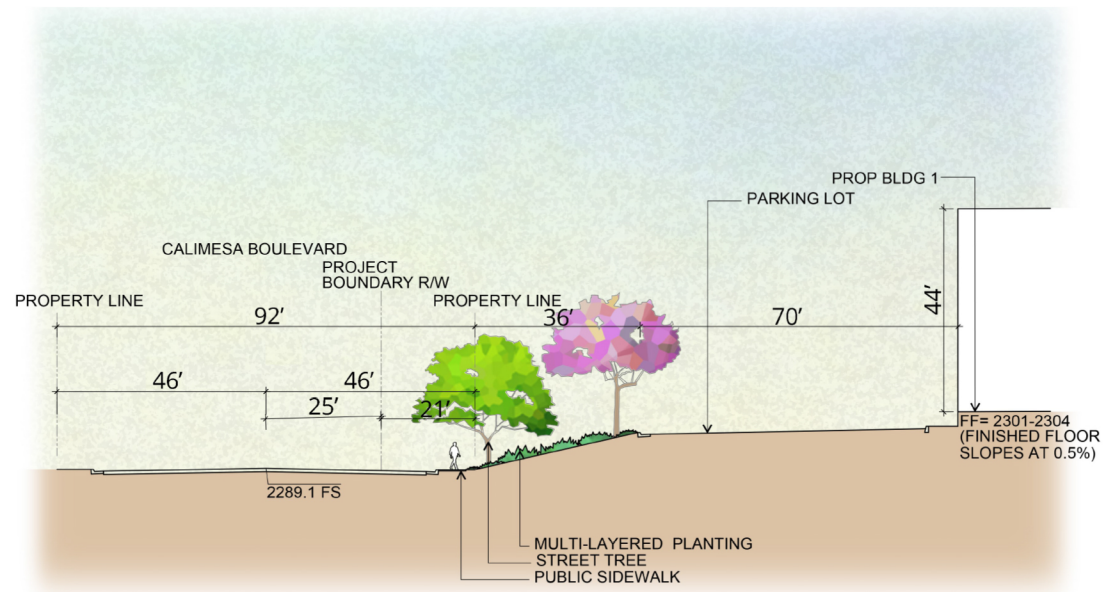 PROP BLDG 1
PARKING LOT
CALIMESA BOULEVARD
PROJECT
BOUNDARY R/W
PROPERTY LINE
PROPERTY LINE
92'
36'
70'
44'
46'
46'
25'
21'
FF= 2301-2304
(FINISHED FLOOR
SLOPES AT 0.5%)
2289.1 FS
MULTI-LAYERED PLANTING
STREET TREE
PUBLIC SIDEWALK